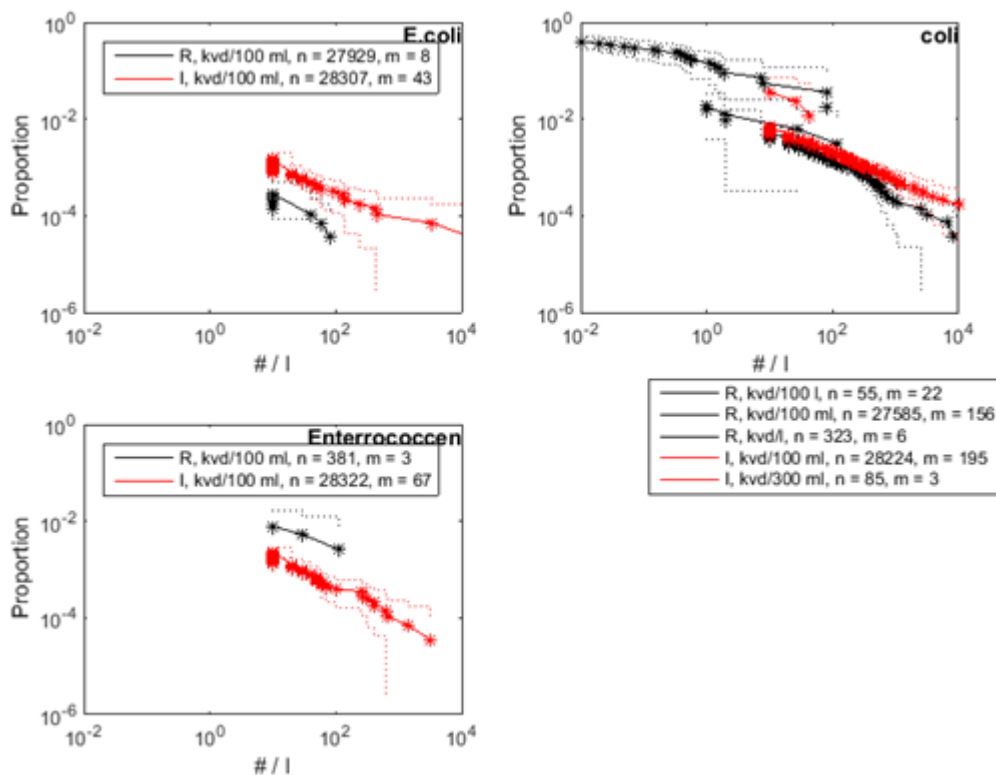 E.coli
R, kvd/100 ml, n = 27929, m = 8
I, kvd/100 ml, n = 28307, m = 43
Proportion
10^0
10^-2
10^-4
10^-6
10^-2
10^0
10^2
10^4
# / l
coli
Proportion
10^0
10^-2
10^-4
10^-6
10^-2
10^0
10^2
10^4
# / l
R, kvd/100 l, n = 55, m = 22
R, kvd/100 ml, n = 27585, m = 156
R, kvd/l, n = 323, m = 6
I, kvd/100 ml, n = 28224, m = 195
I, kvd/300 ml, n = 85, m = 3
Enterrococcen
R, kvd/100 ml, n = 381, m = 3
I, kvd/100 ml, n = 28322, m = 67
Proportion
10^0
10^-2
10^-4
10^-6
10^-2
10^0
10^2
10^4
# / l